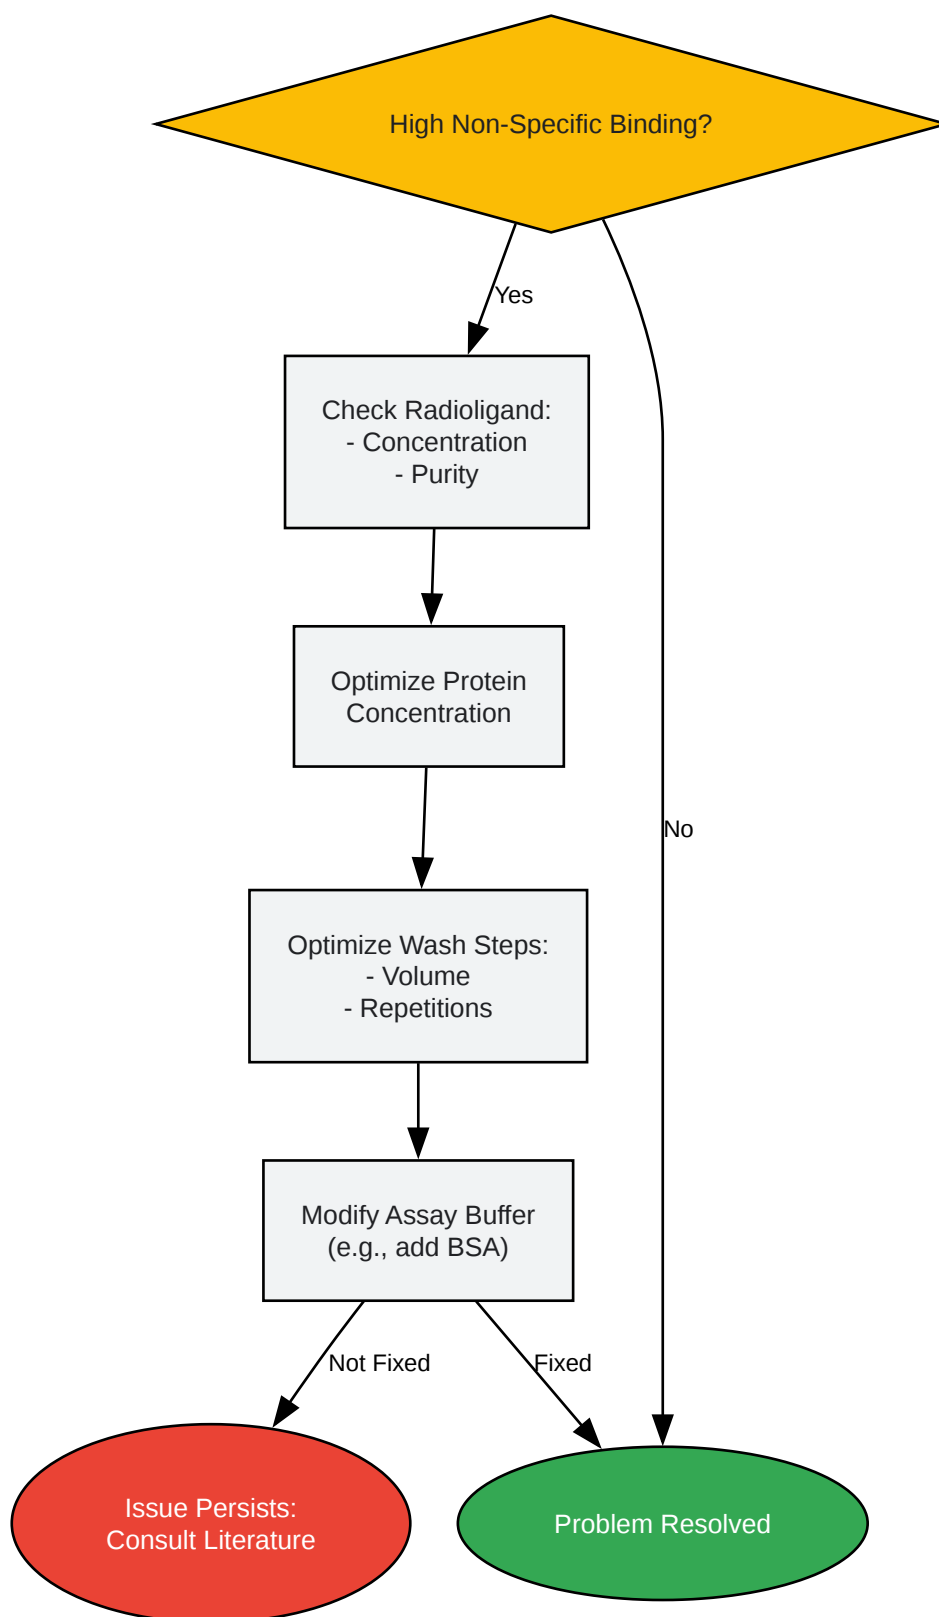 High Non-Specific Binding?
Yes
Check Radioligand:
- Concentration
- Purity
Optimize Protein
Concentration
No
Optimize Wash Steps:
- Volume
- Repetitions
Modify Assay Buffer
(e.g., add BSA)
Not Fixed
Fixed
Issue Persists:
Consult Literature
Problem Resolved